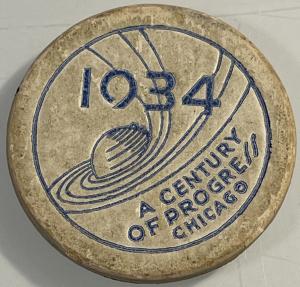 1934
A CENTURY
OF PROGRESS
CHICAGO